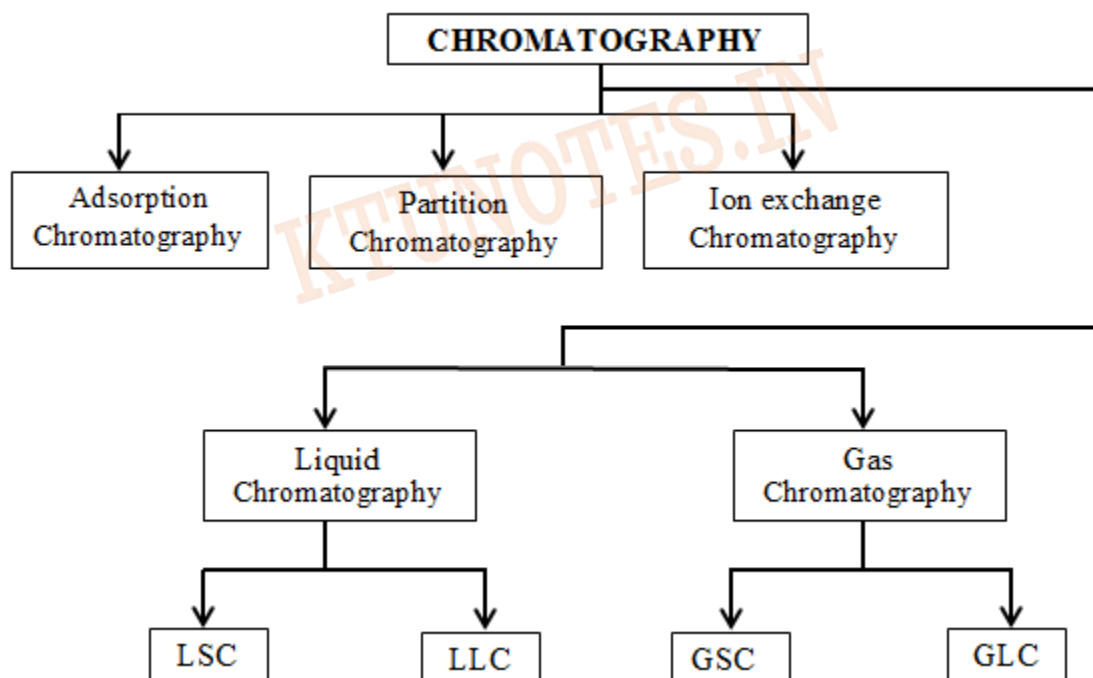 CHROMATOGRAPHY
KTUNOTES.IN
Adsorption
Chromatography
Partition
Chromatography
Ion exchange
Chromatography
Liquid
Chromatography
Gas
Chromatography
LSC
LLC
GSC
GLC